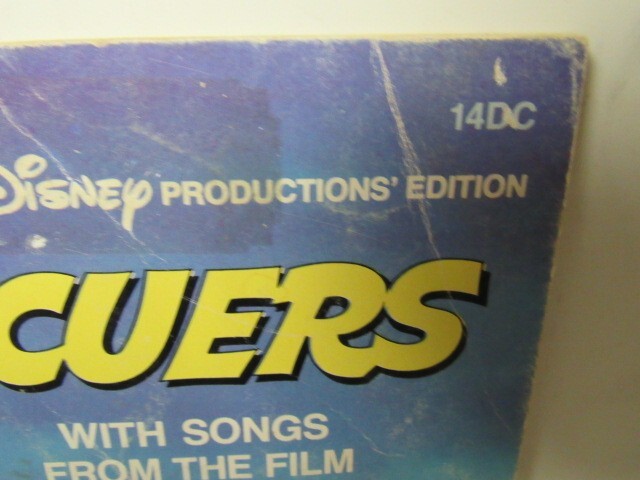 14DC
Disney PRODUCTIONS' EDITION
CUERS
WITH SONGS
FROM THE FILM